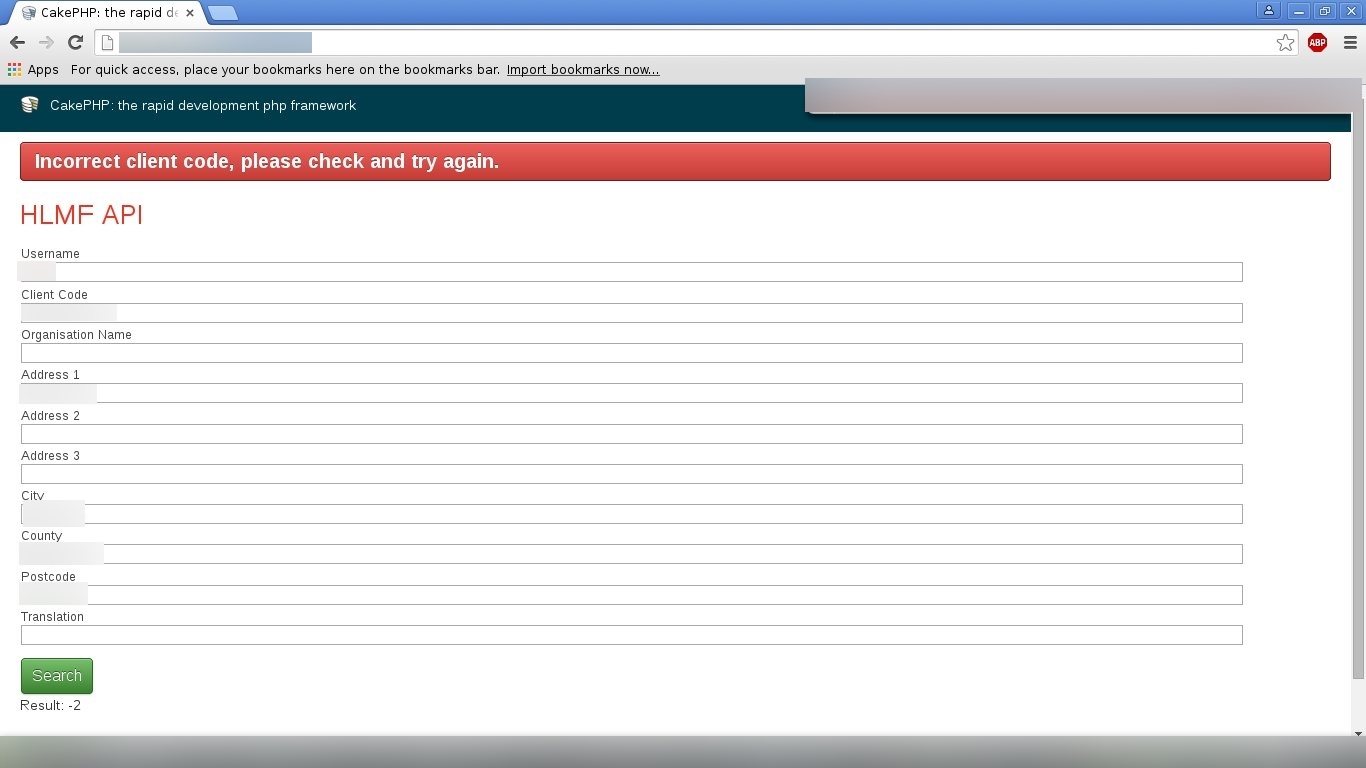 CakePHP: the rapid de
ABP
Apps For quick access, place your bookmarks here on the bookmarks bar. Import bookmarks now...
CakePHP: the rapid development php framework
Incorrect client code, please check and try again.
HLMF API
Username
Client Code
Organisation Name
Address 1
Address 2
Address 3
City
County
Postcode
Translation
Search
Result: -2